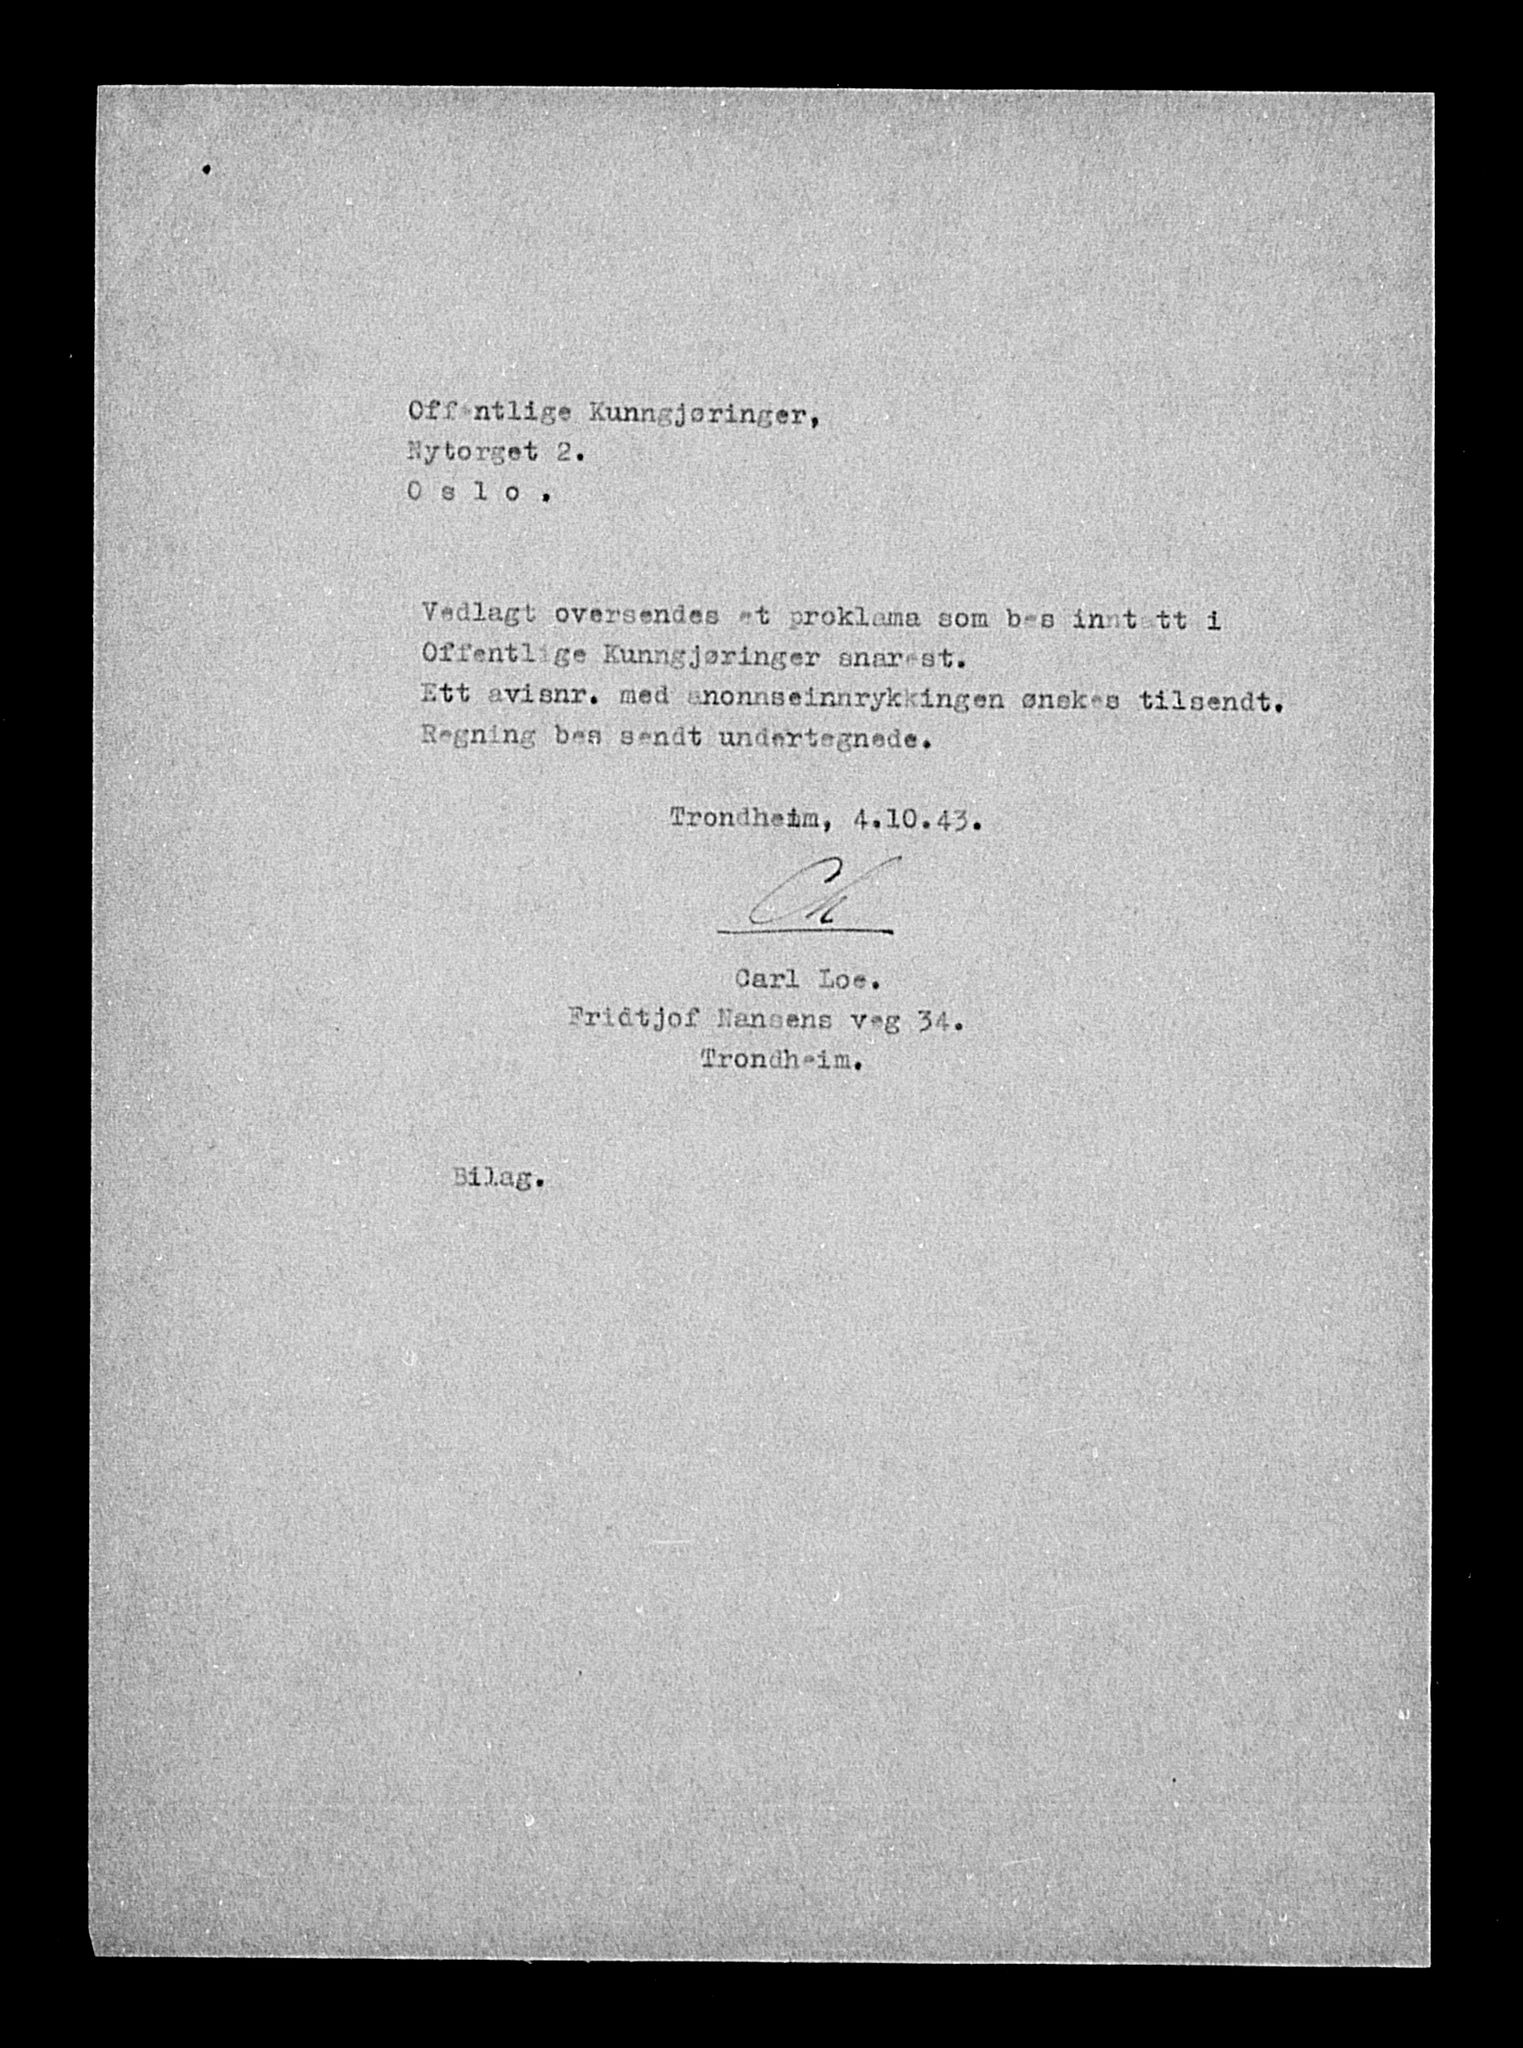 Offentlige Kunngjøringer,
Nytorget 2.
O s l o .
Vedlagt oversendes et proklama som bes inntatt i
Offentlige Kunngjøringer snarest.
Ett avisnr. med anonnseinnrykkingen ønskes tilsendt.
Regning bes sendt undertegnede.
Trondheim, 4.10.43.
Carl Loe.
Fridtjof Nansens veg 34.
Trondheim.
Bilag.